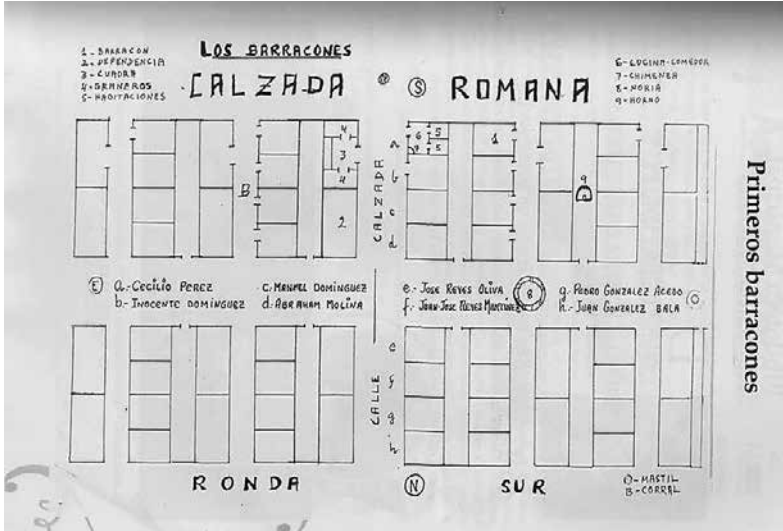 LOS BARRACONES
1-BARRACON
2-DEPENDENCIA
3-CUADRA
4-GRANEROS
5-HABITACIONES
CALZADA S ROMANA
6-COCINA-COMEDOR
7-CHIMENEA
8-NORIA
9-HORNO
4
3
4
2
B
CALZADA
a
b
c
d
6 5
7 5
1
9
Primeros barracones
E a.-CECILIO PEREZ c.-MANUEL DOMINGUEZ
b.-INOCENTE DOMINGUEZ d.-ABRAHAM MOLINA
e.-JOSE REYES OLIVA g.-PEDRO GONZALEZ ACEDO O
f.-JUAN-JOSE REYES MARTINEZ h.-JUAN GONZALEZ BALA
8
CALLE
e
f
g
h
RONDA N SUR
O-MASTIL
B-CORRAL